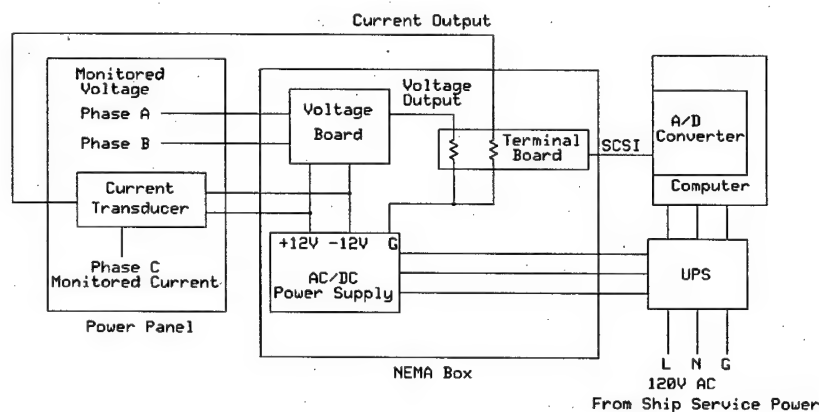 Current Output
Monitored
Voltage
Phase A
Phase B
Current
Transducer
Phase C
Monitored Current
Power Panel
Voltage
Board
Voltage
Output
Terminal
Board
SCSI
A/D
Converter
Computer
+12V -12V G
AC/DC
Power Supply
NEMA Box
UPS
L N G
120V AC
From Ship Service Power